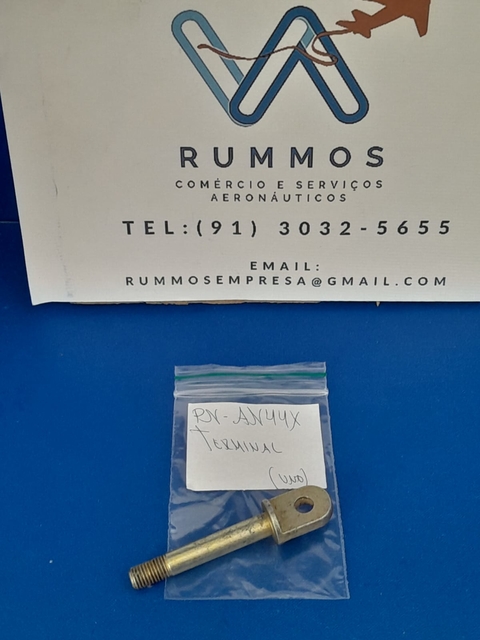 RUMMOS
COMÉRCIO E SERVIÇOS
AERONÁUTICOS
TEL:(91) 3032-5655
EMAIL:
RUMMOSEMPRESA@GMAIL.COM
PN-AN44X
TERMINAL
(UNO)